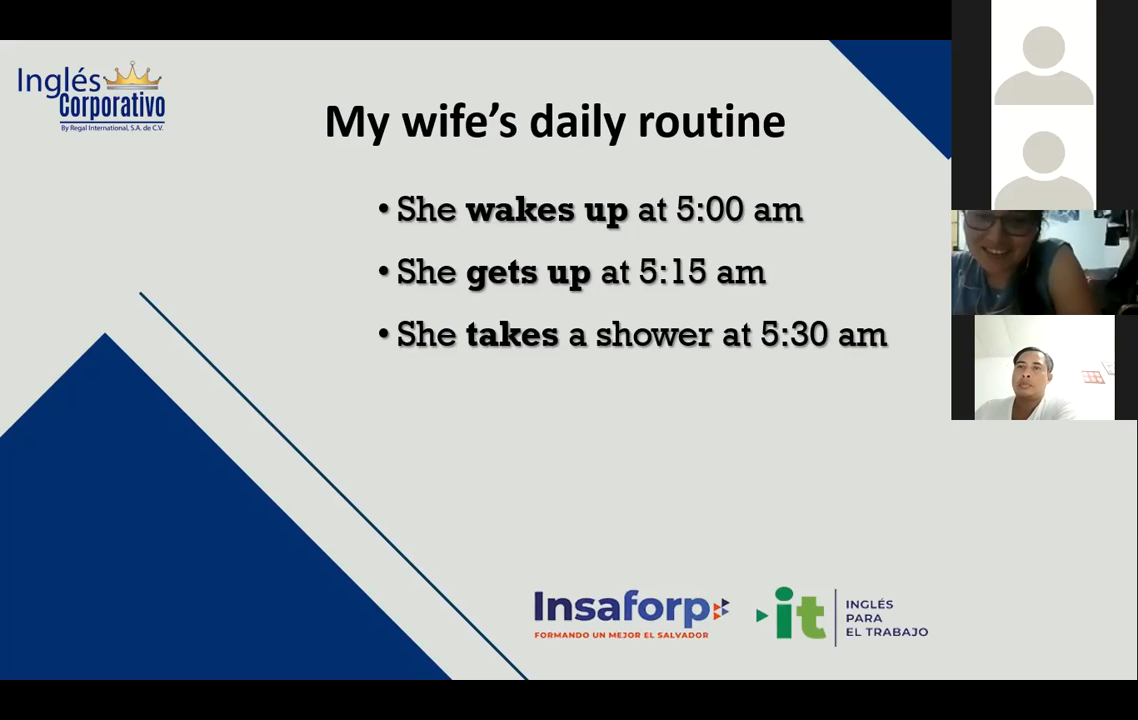 Inglés
Corporativo
By Regal International, S.A. de C.V.
My wife’s daily routine
• She wakes up at 5:00 am
• She gets up at 5:15 am
• She takes a shower at 5:30 am
Insaforp
FORMANDO UN MEJOR EL SALVADOR
it
INGLÉS
PARA
EL TRABAJO